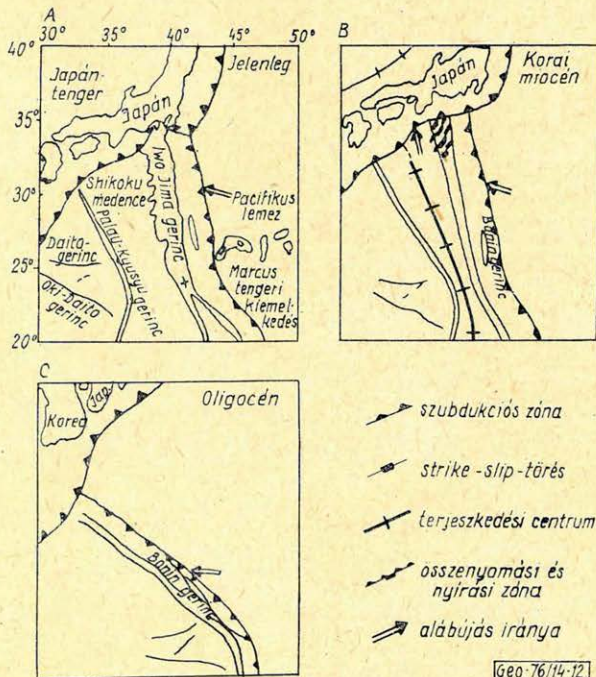 A
30° 35° 40° 45° 50°
40°
35°
30°
25°
20°
Jelenleg
Japán-
tenger
Japán
Shikoku
medence
Iwo Jima gerinc
Pacifikus
lemez
Palau-Kyusyu gerinc
Daito-
gerinc
Oki-Daito
gerinc
Marcus
tengeri
kiemel-
kedés
B
Korai
miocén
Japán
Bonin gerinc
C
Oligocén
Korea
Jap.
Bonin gerinc
szubdukciós zóna
strike-slip-törés
terjeszkedési centrum
összenyomási és
nyírási zóna
alábújás iránya
Geo-76/14-12